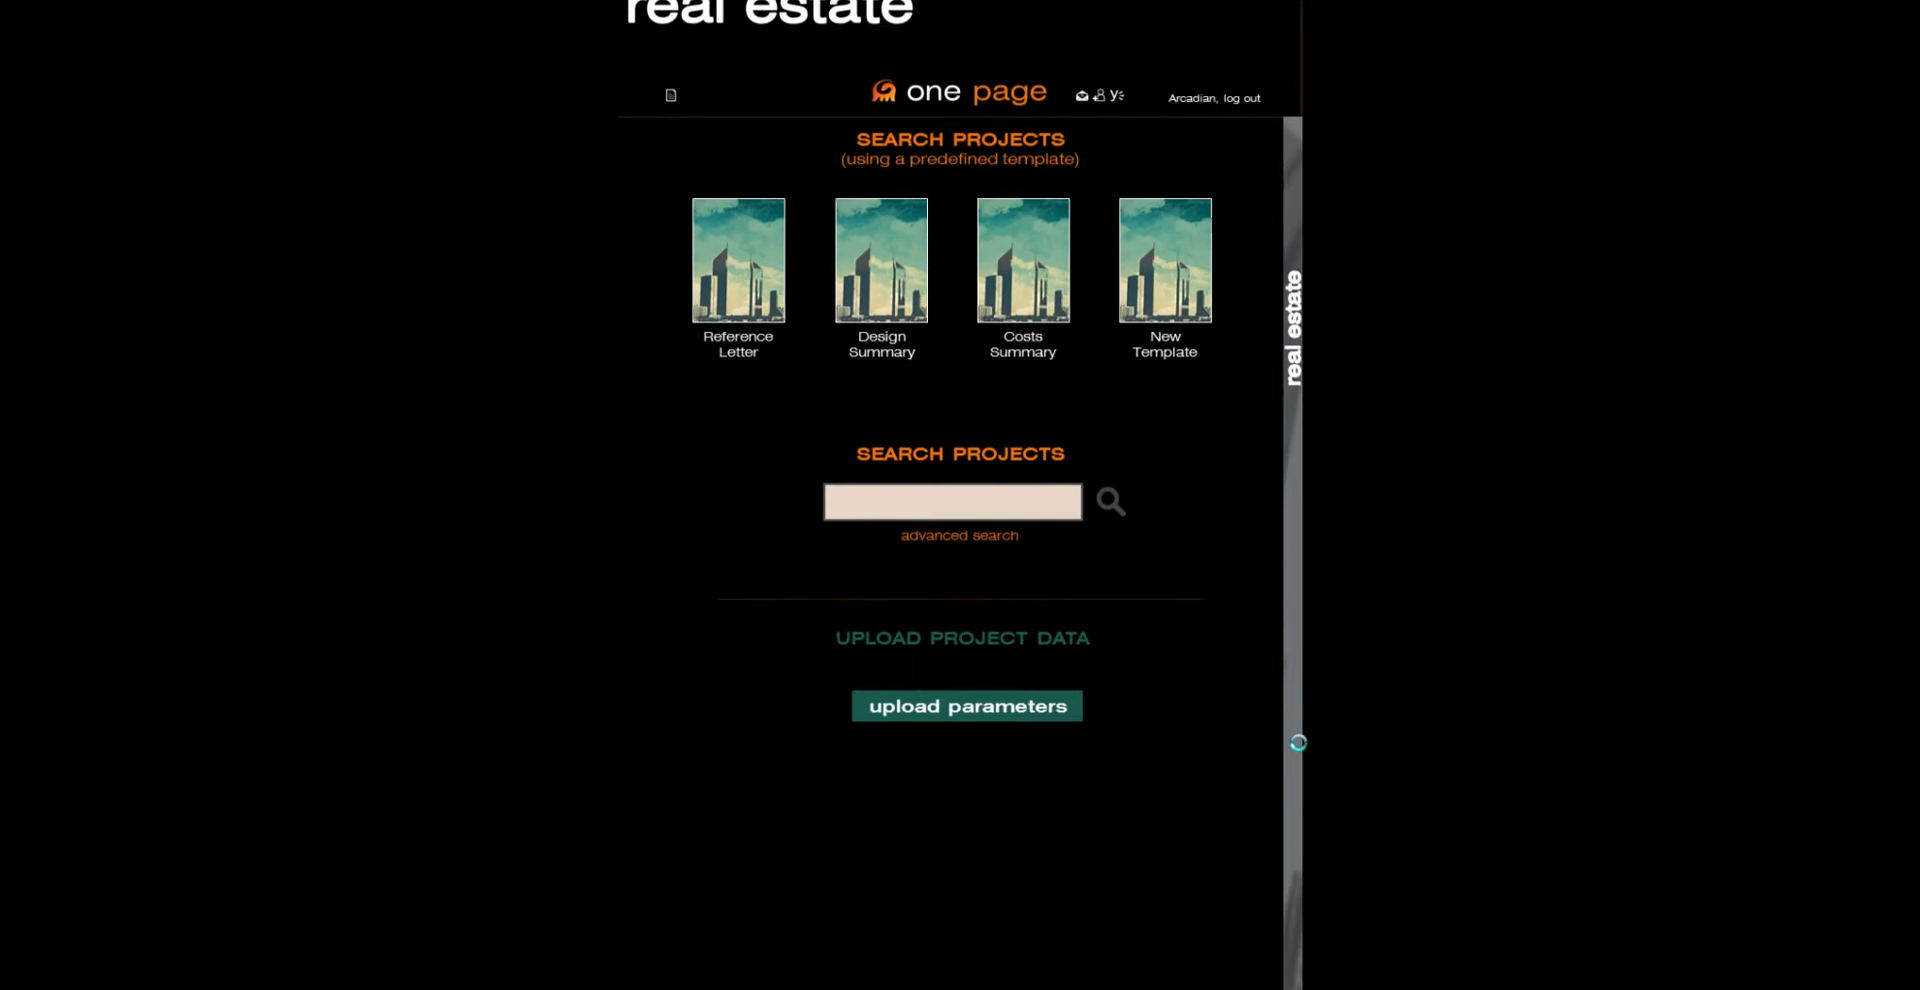 real estate
one page
Arcadian, log out
SEARCH PROJECTS
(using a predefined template)
Reference
Letter
Design
Summary
Costs
Summary
New
Template
real estate
SEARCH PROJECTS
advanced search
UPLOAD PROJECT DATA
upload parameters